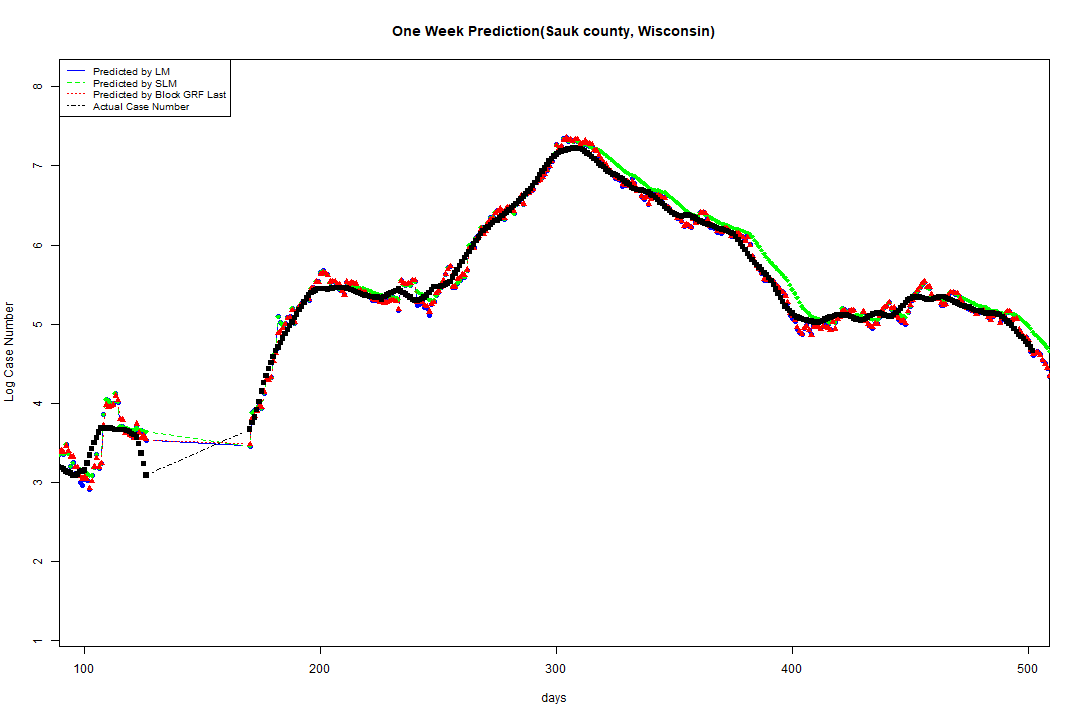 One Week Prediction(Sauk county, Wisconsin)
Predicted by LM
Predicted by SLM
Predicted by Block GRF Last
Actual Case Number
Log Case Number
8
7
6
5
4
3
2
1
100 200 300 400 500
days